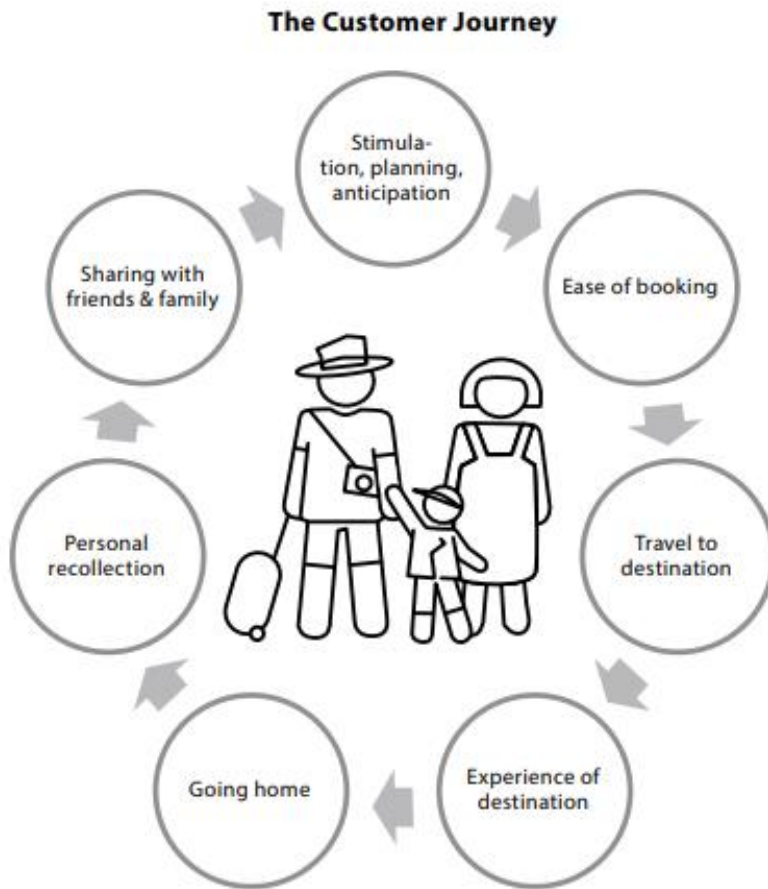 The Customer Journey
Stimula-
tion, planning,
anticipation
Ease of booking
Travel to
destination
Experience of
destination
Going home
Personal
recollection
Sharing with
friends & family